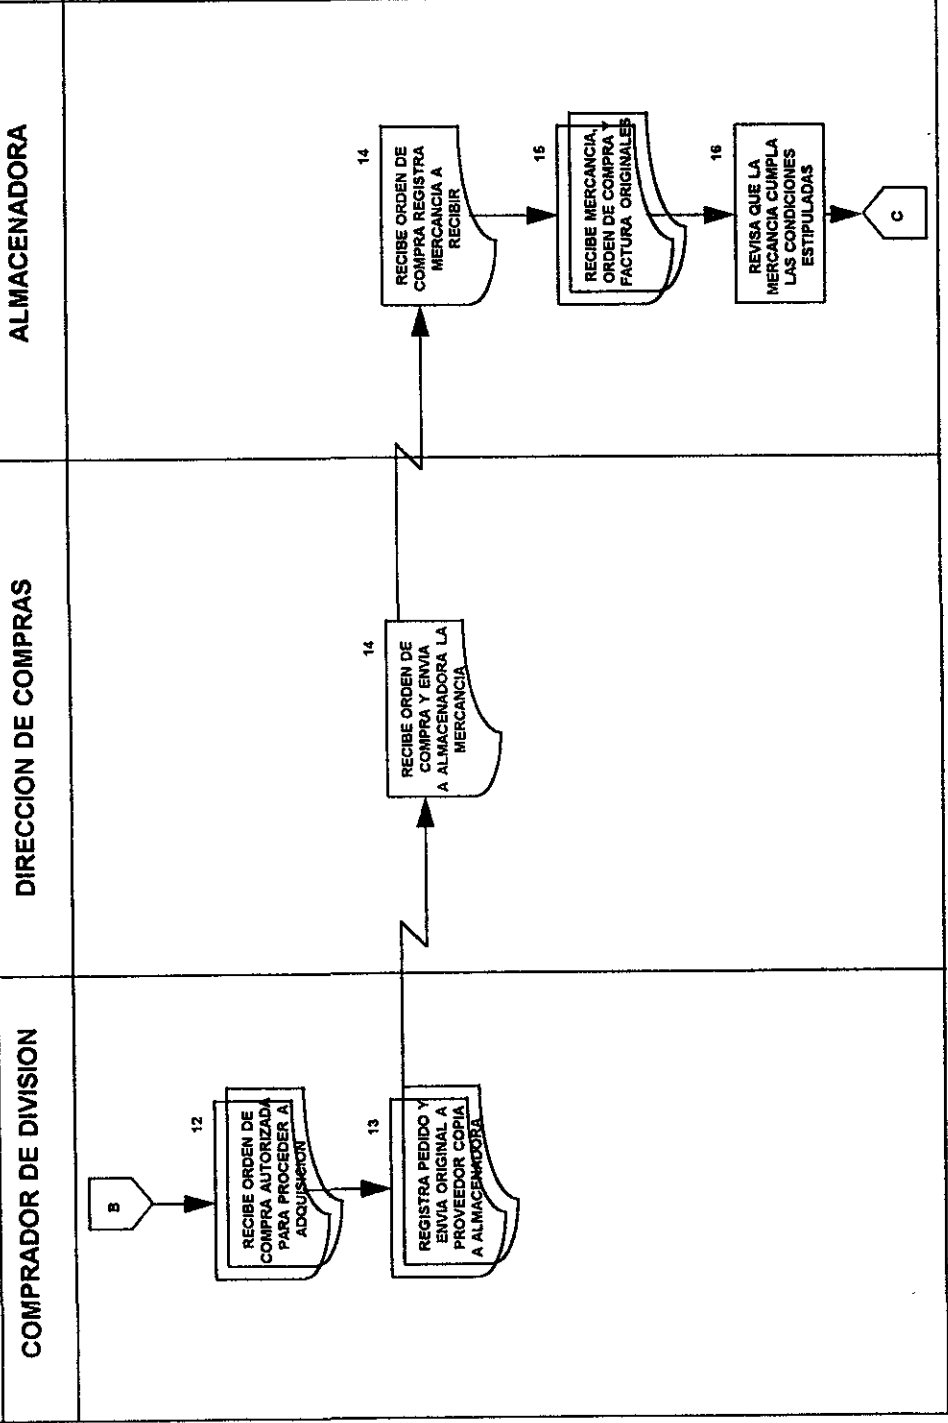 COMPRADOR DE DIVISION
DIRECCION DE COMPRAS
ALMACENADORA
B
12
RECIBE ORDEN DE
COMPRA AUTORIZADA
PARA PROCEDER A
ADQUISICION
13
REGISTRA PEDIDO Y
ENVIA ORIGINAL A
PROVEEDOR COPIA
A ALMACENADORA
14
RECIBE ORDEN DE
COMPRA Y ENVIA
A ALMACENADORA LA
MERCANCIA
14
RECIBE ORDEN DE
COMPRA REGISTRA
MERCANCIA A
RECIBIR
15
RECIBE MERCANCIA,
ORDEN DE COMPRA Y
FACTURA ORIGINALES
16
REVISA QUE LA
MERCANCIA CUMPLA
LAS CONDICIONES
ESTIPULADAS
C